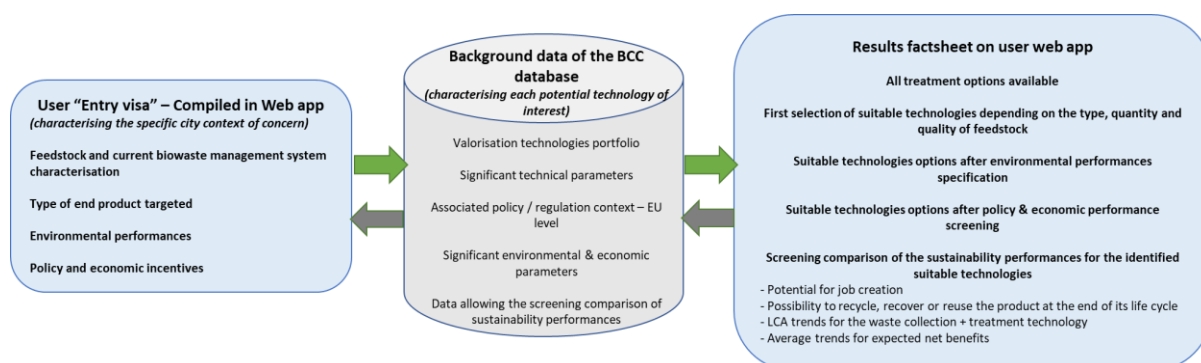 User “Entry visa” – Compiled in Web app
(characterising the specific city context of concern)
Feedstock and current biowaste management system
characterisation
Type of end product targeted
Environmental performances
Policy and economic incentives
Background data of the BCC
database
(characterising each potential technology of
interest)
Valorisation technologies portfolio
Significant technical parameters
Associated policy / regulation context – EU
level
Significant environmental & economic
parameters
Data allowing the screening comparison of
sustainability performances
Results factsheet on user web app
All treatment options available
First selection of suitable technologies depending on the type, quantity and
quality of feedstock
Suitable technologies options after environmental performances
specification
Suitable technologies options after policy & economic performance
screening
Screening comparison of the sustainability performances for the identified
suitable technologies
- Potential for job creation
- Possibility to recycle, recover or reuse the product at the end of its life cycle
- LCA trends for the waste collection + treatment technology
- Average trends for expected net benefits